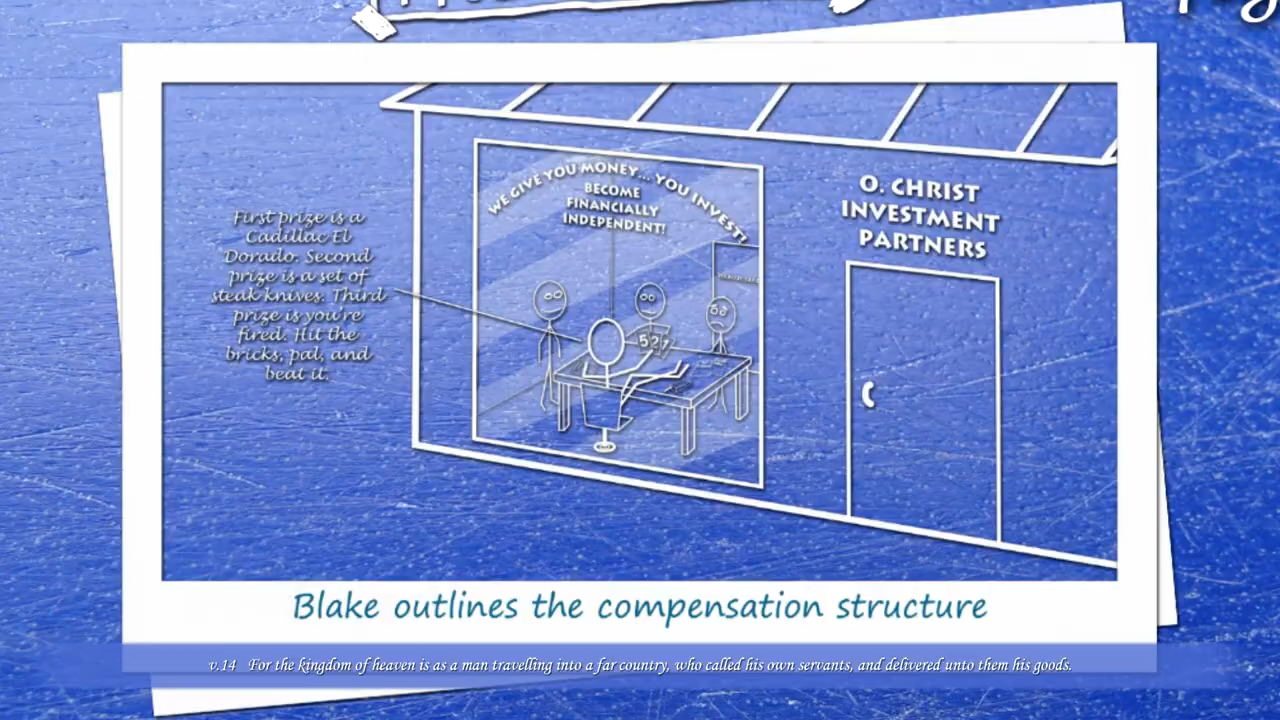 WE GIVE YOU MONEY... YOU INVEST!
BECOME
FINANCIALLY
INDEPENDENT!
O. CHRIST
INVESTMENT
PARTNERS
First prize is a
Cadillac El
Dorado. Second
prize is a set of
steak knives. Third
prize is you're
fired. Hit the
bricks, pal, and
beat it.
5 2 7
Blake outlines the compensation structure
v.14 For the kingdom of heaven is as a man travelling into a far country, who called his own servants, and delivered unto them his goods.